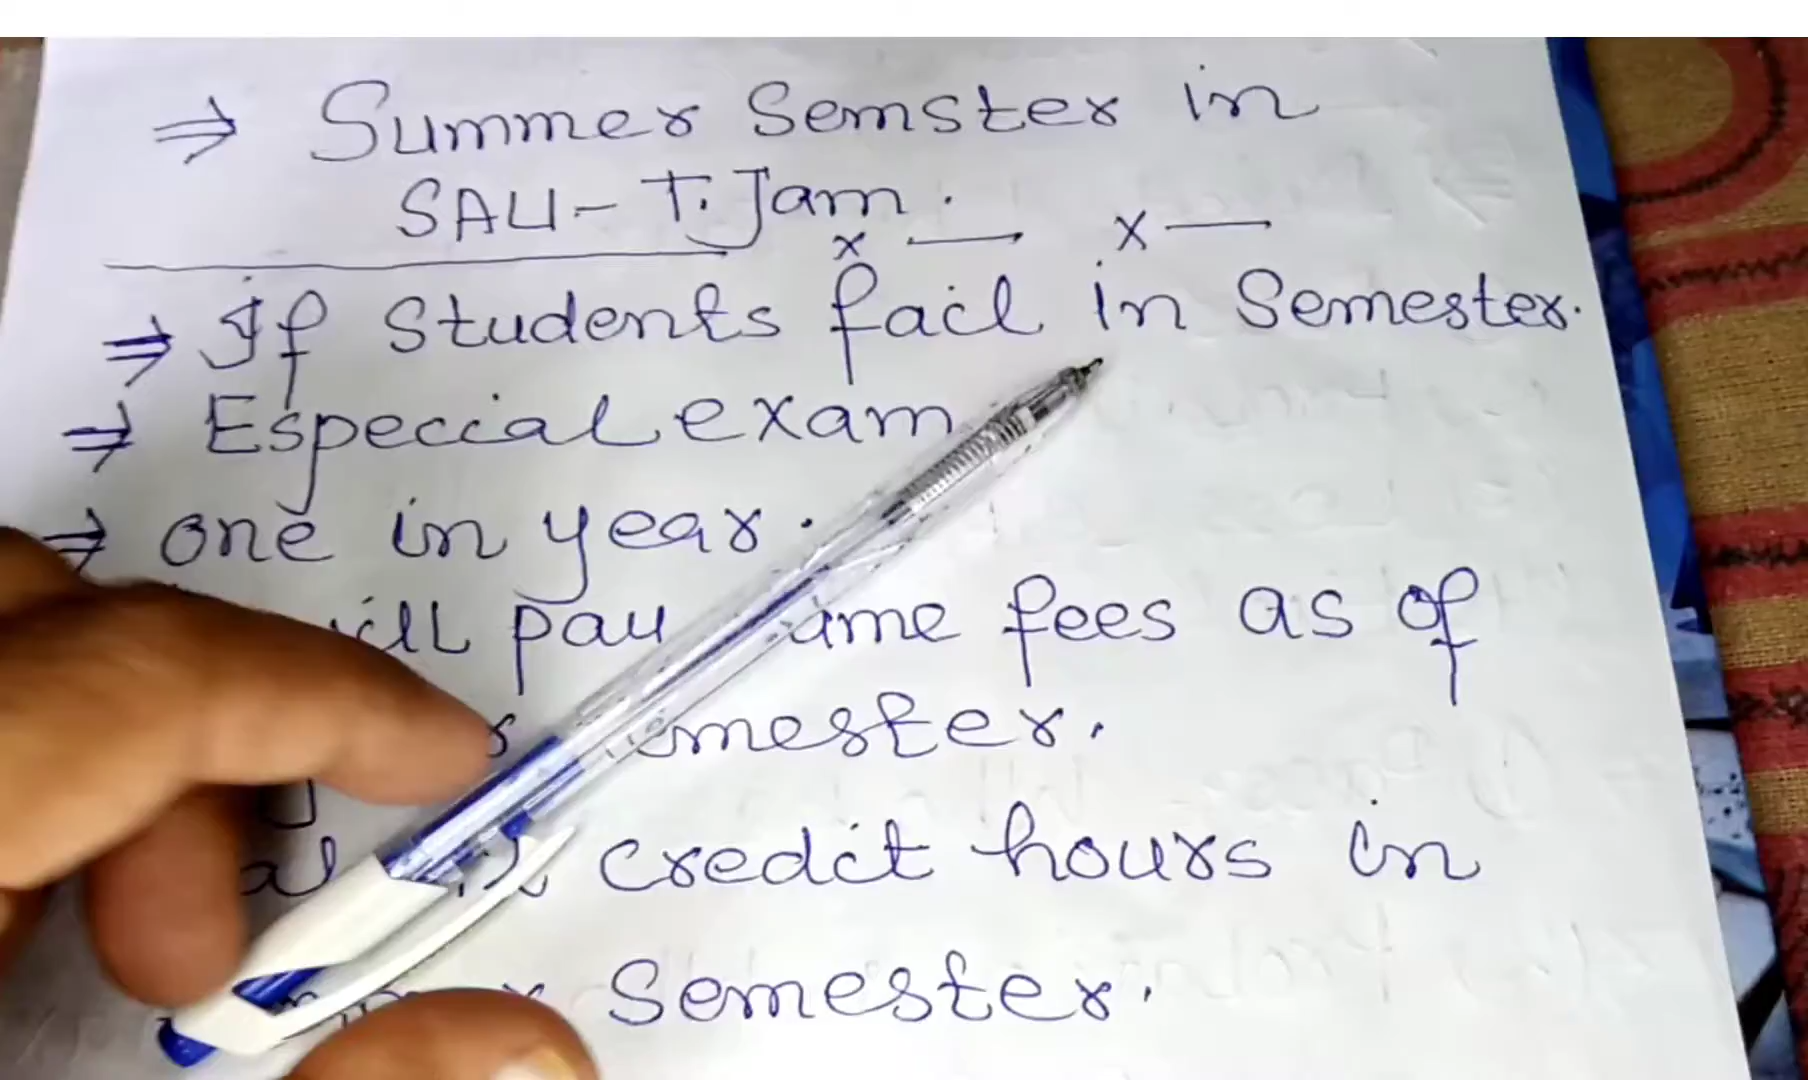 ⇒ Summer Semster in
SAU - T. Jam.
x — x —
⇒ If Students fail in Semester.
⇒ Especial exam
⇒ one in year.
pay fees as of
credit hours in
Semester.